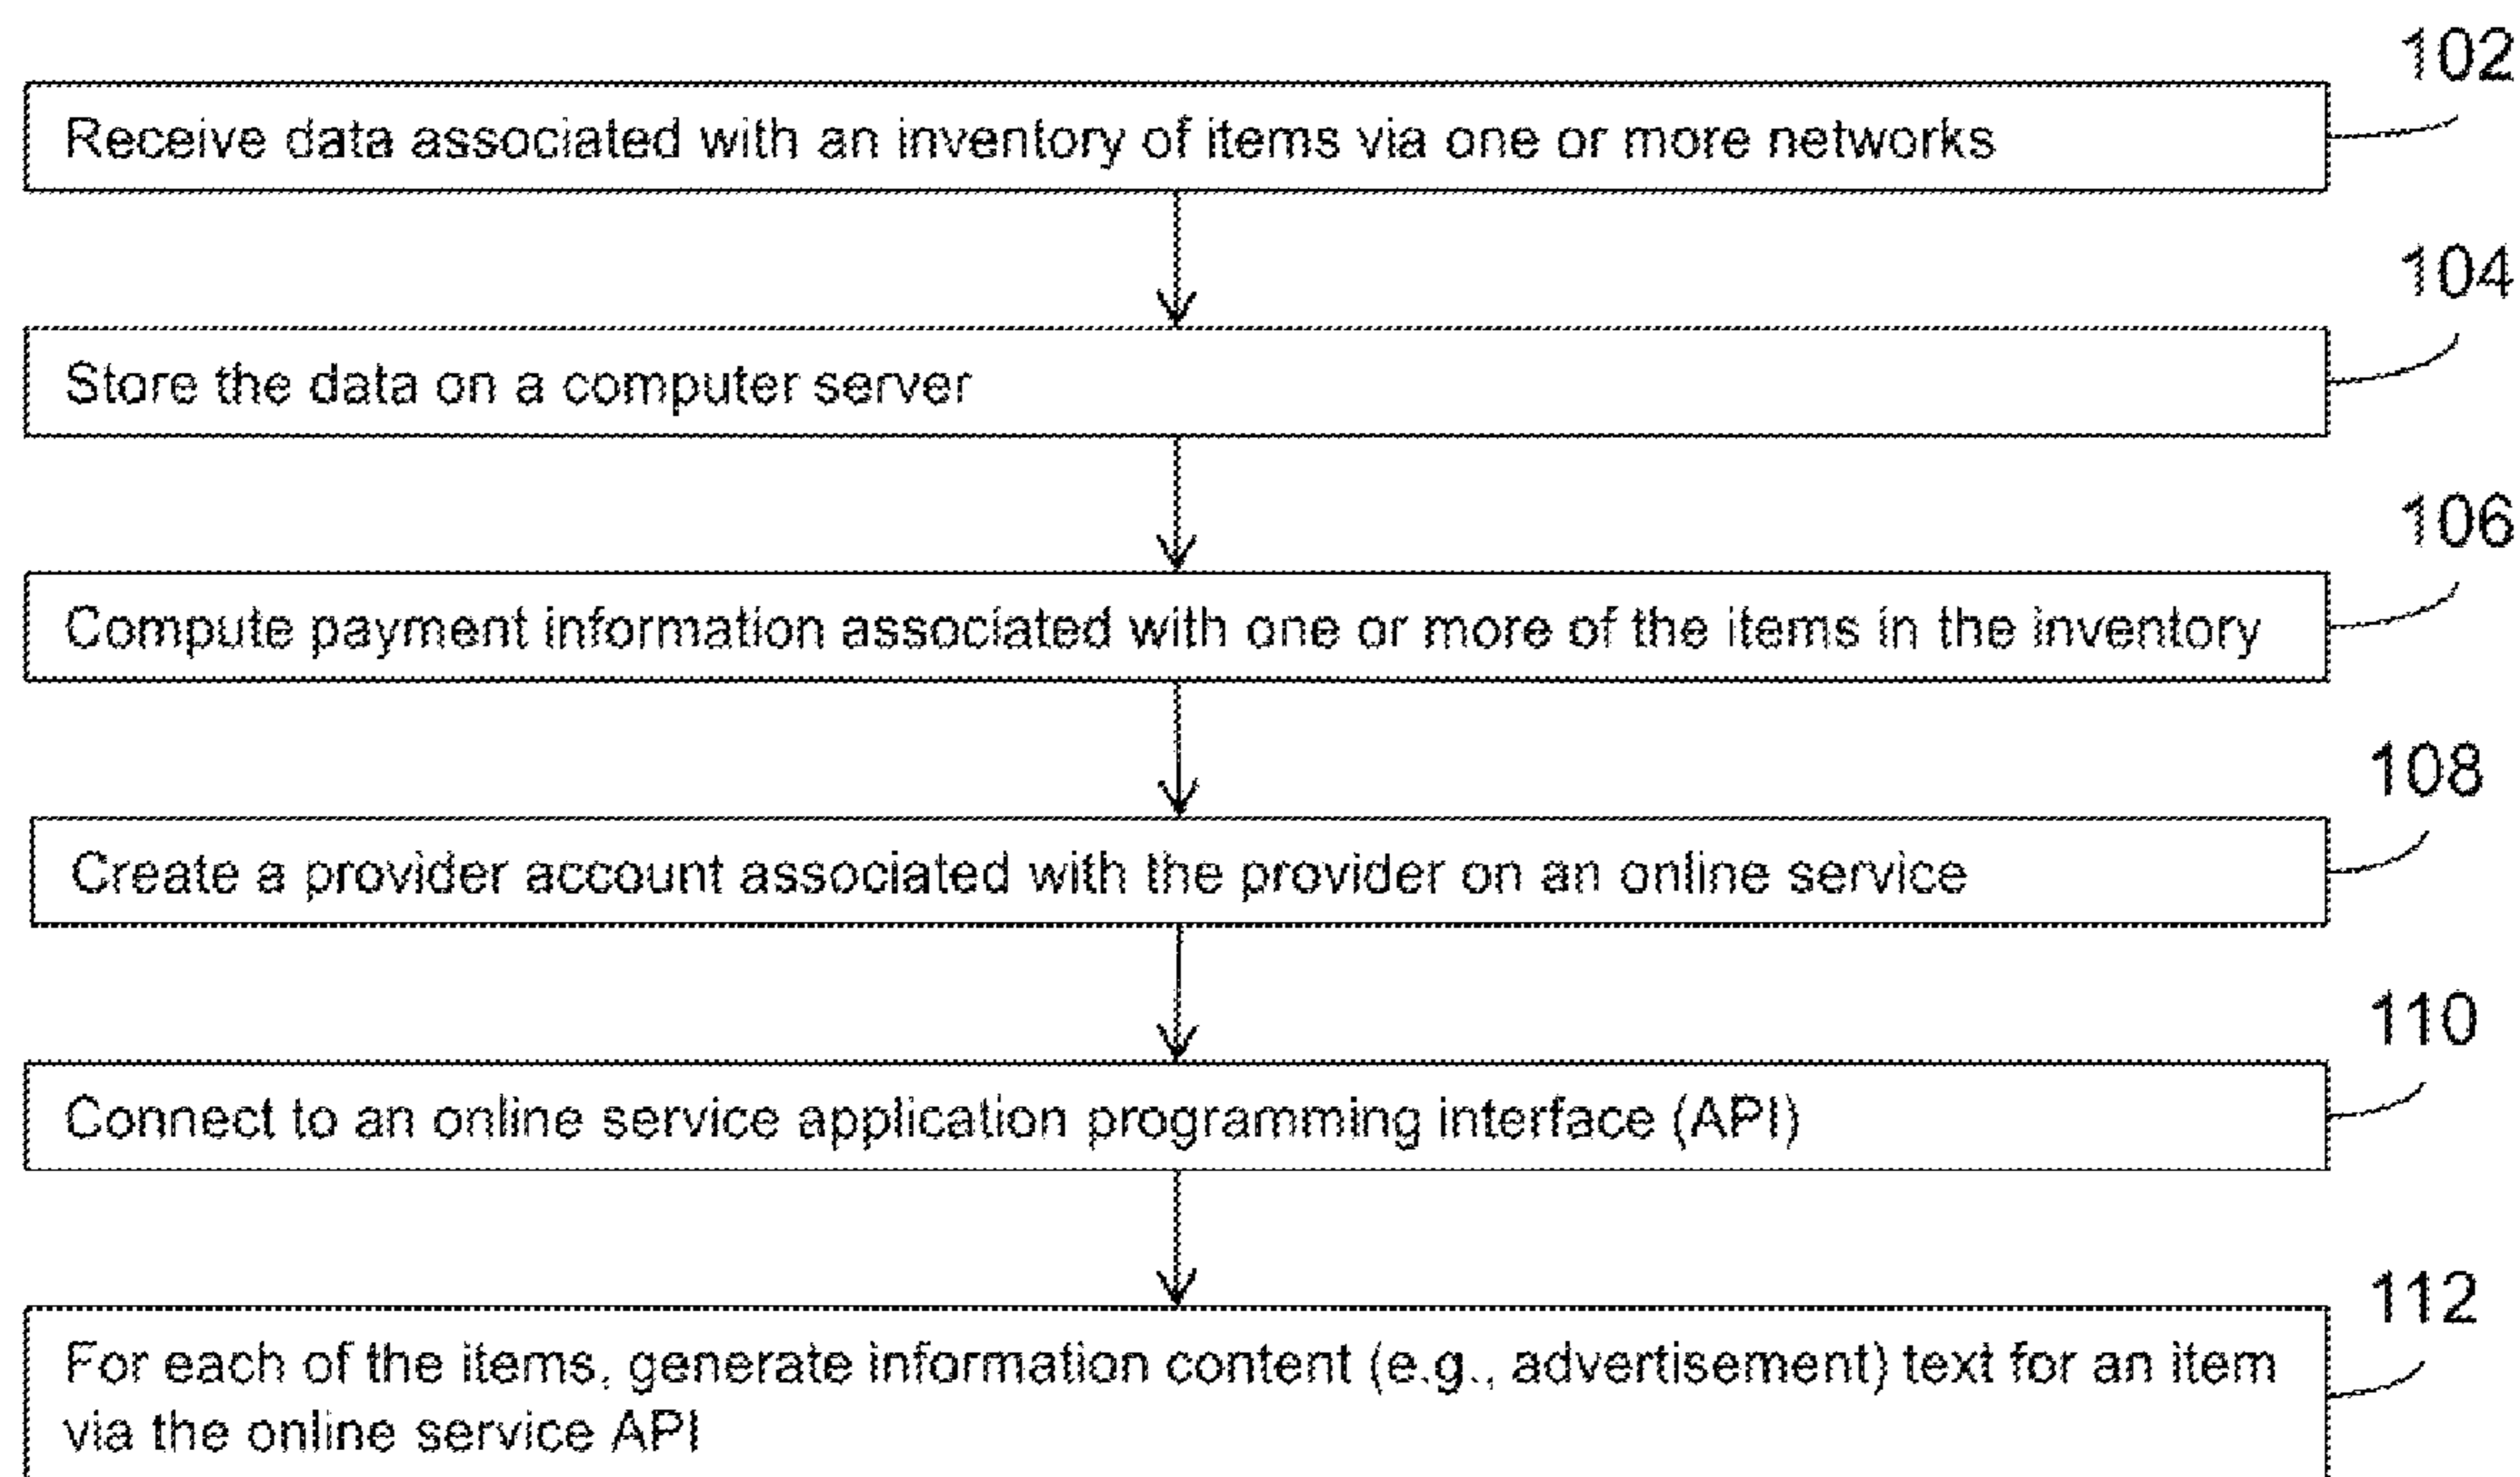 102
Receive data associated with an inventory of items via one or more networks
104
Store the data on a computer server
106
Compute payment information associated with one or more of the items in the inventory
108
Create a provider account associated with the provider on an online service
110
Connect to an online service application programming interface (API)
112
For each of the items, generate information content (e.g., advertisement) text for an item
via the online service API